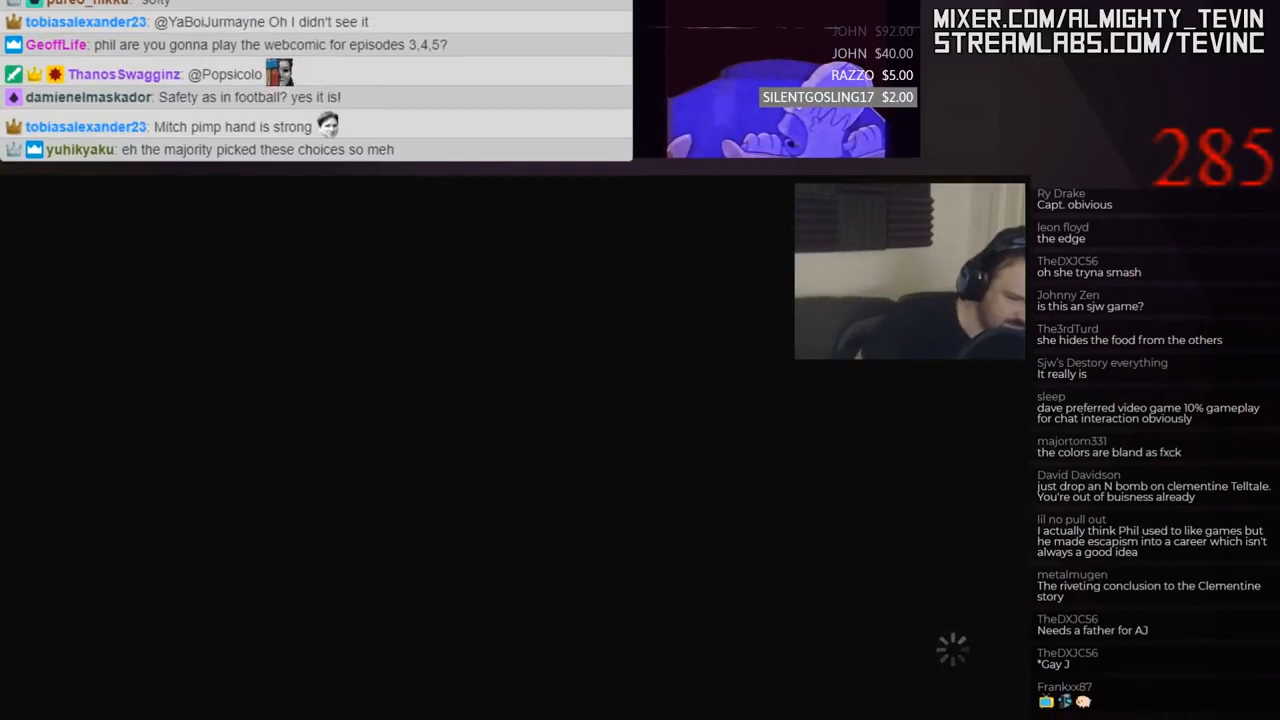 tobiasalexander23: @YaBoiJurmayne Oh I didn't see it
GeoffLife: phil are you gonna play the webcomic for episodes 3,4,5?
ThanosSwagginz: @Popsicolo
damienelmaskador: Safety as in football? yes it is!
tobiasalexander23: Mitch pimp hand is strong
yuhikyaku: eh the majority picked these choices so meh
JOHN $92.00
JOHN $40.00
RAZZO $5.00
SILENTGOSLING17 $2.00
MIXER.COM/ALMIGHTY_TEVIN
STREAMLABS.COM/TEVINC
285
Ry Drake
Capt. obivious
leon floyd
the edge
TheDXJC56
oh she tryna smash
Johnny Zen
is this an sjw game?
The3rdTurd
she hides the food from the others
Sjw's Destory everything
It really is
sleep
dave preferred video game 10% gameplay
for chat interaction obviously
majortom331
the colors are bland as fxck
David Davidson
just drop an N bomb on clementine Telltale.
You're out of buisness already
lil no pull out
I actually think Phil used to like games but
he made escapism into a career which isn't
always a good idea
metalmugen
The riveting conclusion to the Clementine
story
TheDXJC56
Needs a father for AJ
TheDXJC56
*Gay J
Frankxx87